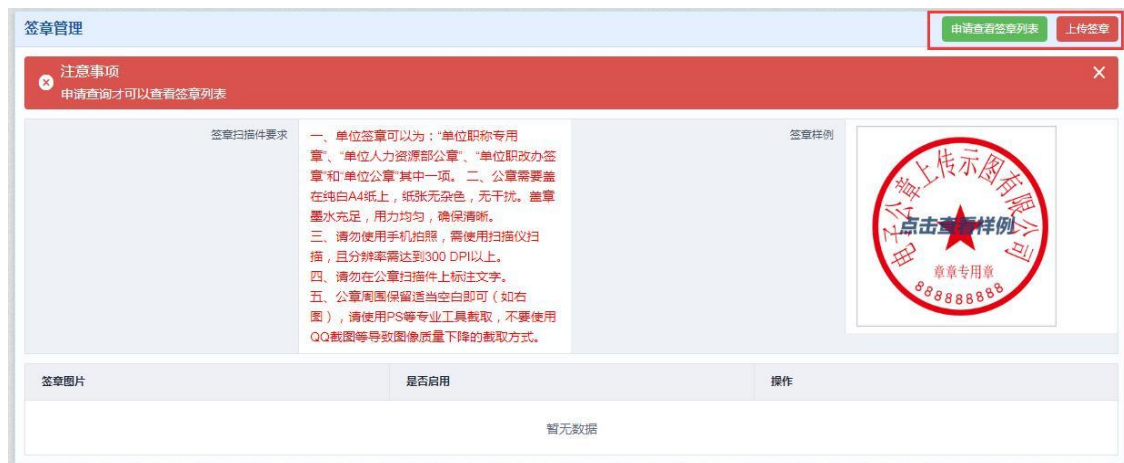 签章管理
申请查看签章列表
上传签章
注意事项
申请查询才可以查看签章列表
签章扫描件要求
一、单位签章可以为：“单位职称专用
章”、“单位人力资源部公章”、“单位职改办签
章”和“单位公章”其中一项。 二、公章需要盖
在纯白A4纸上，纸张无杂色，无干扰。盖章
墨水充足，用力均匀，确保清晰。
三、请勿使用手机拍照，需使用扫描仪扫
描，且分辨率需达到300 DPI以上。
四、请勿在公章扫描件上标注文字。
五、公章周围保留适当空白即可（如右
图），请使用PS等专业工具截取，不要使用
QQ截图等导致图像质量下降的截取方式。
签章样例
电子公章上传示图有限公司
点击查看样例
章章专用章
888888888
签章图片
是否启用
操作
暂无数据